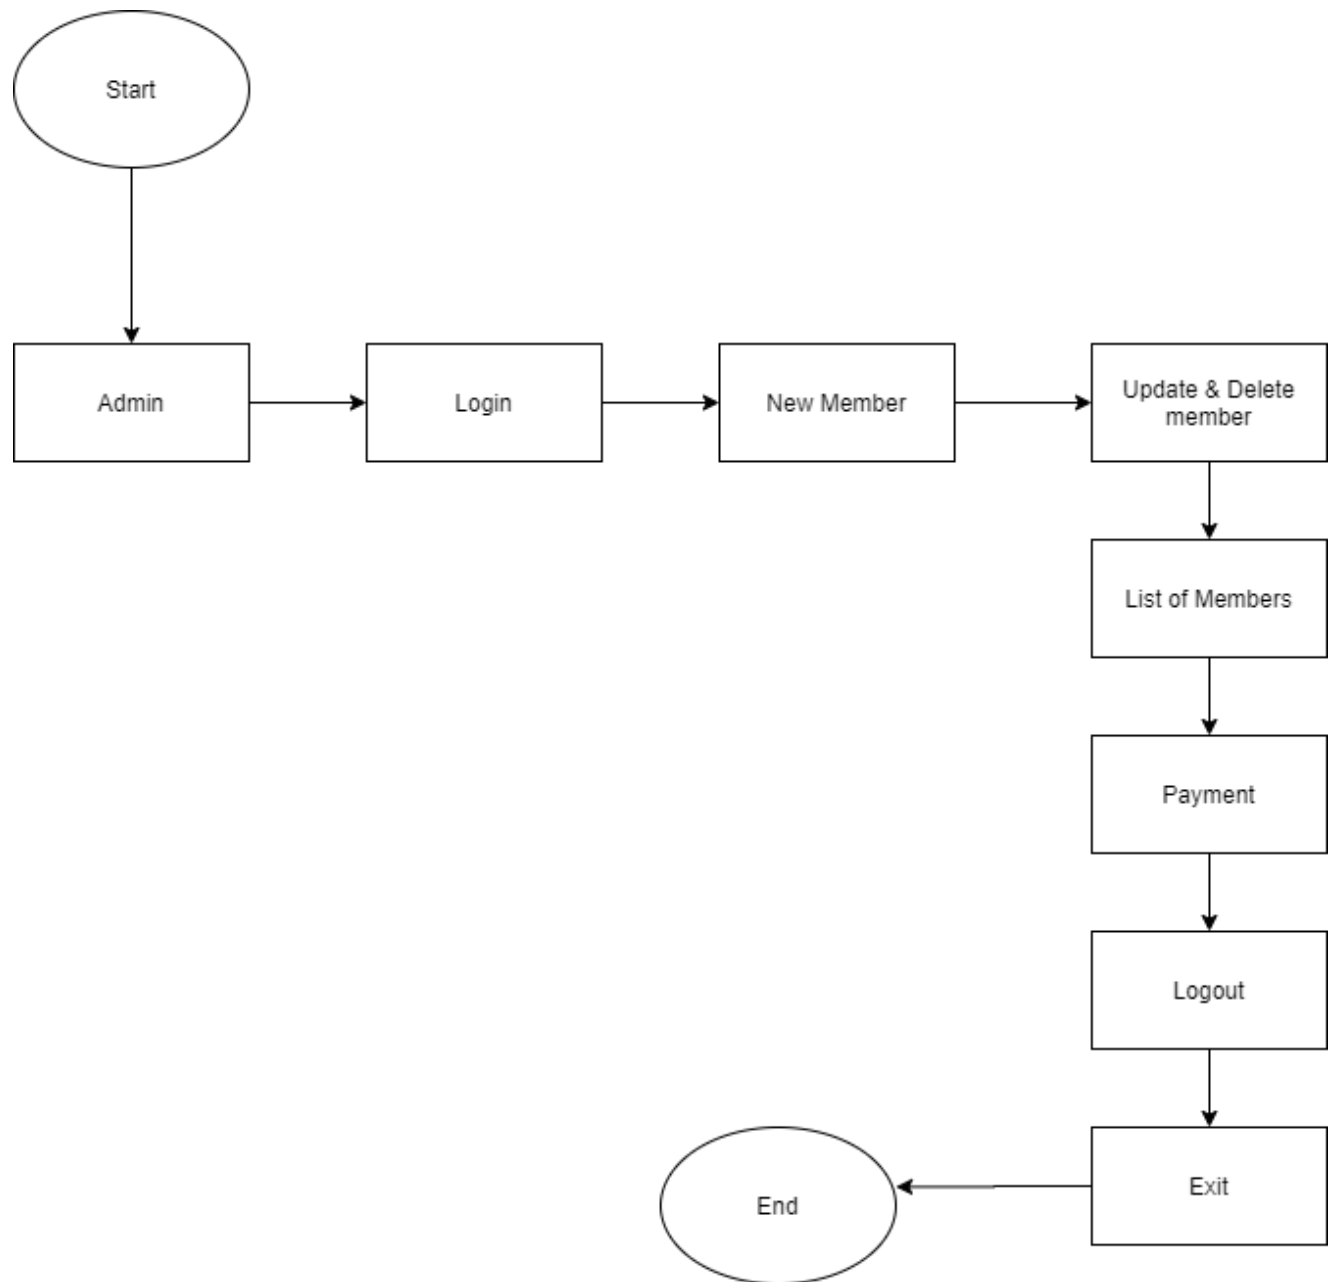 Start
Admin
Login
New Member
Update & Delete
member
List of Members
Payment
Logout
Exit
End